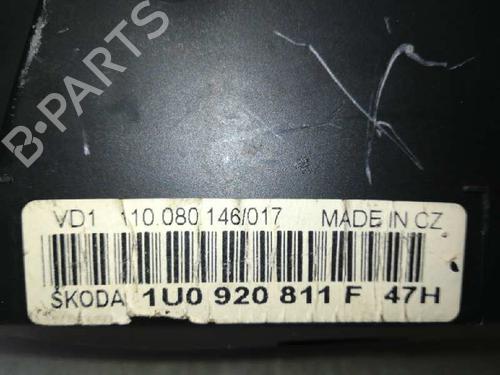 B-PARTS
VD1 110.080.146/017 MADE IN CZ
ŠKODA 1U0 920 811 F 47H